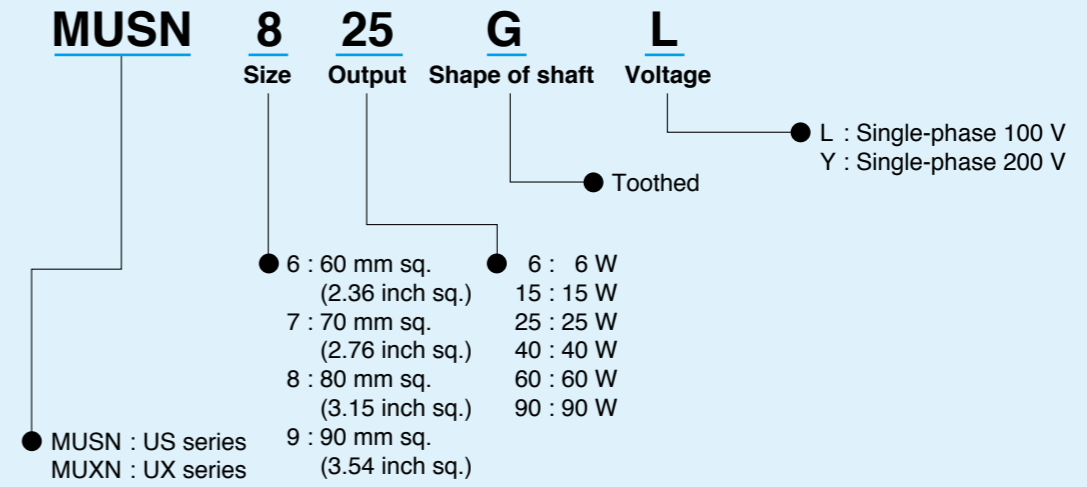 MUSN 8 25 G L
Size Output Shape of shaft Voltage
L : Single-phase 100 V
Y : Single-phase 200 V
Toothed
6 : 60 mm sq.
(2.36 inch sq.)
7 : 70 mm sq.
(2.76 inch sq.)
8 : 80 mm sq.
(3.15 inch sq.)
9 : 90 mm sq.
(3.54 inch sq.)
6 : 6 W
15 : 15 W
25 : 25 W
40 : 40 W
60 : 60 W
90 : 90 W
MUSN : US series
MUXN : UX series